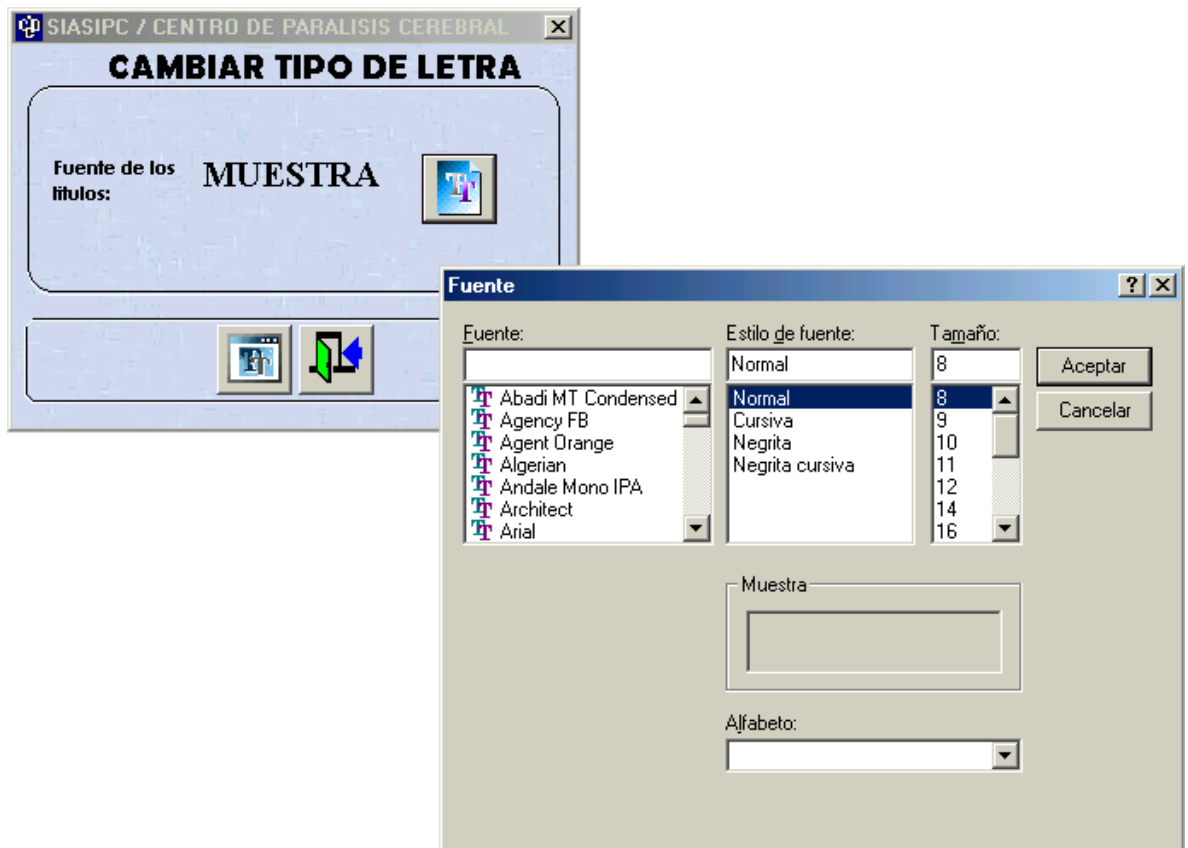 SIASIPC / CENTRO DE PARALISIS CEREBRAL
CAMBIAR TIPO DE LETRA
Fuente de los
títulos:
MUESTRA
Fuente
Fuente:
Abadi MT Condensed
Agency FB
Agent Orange
Algerian
Andale Mono IPA
Architect
Arial
Estilo de fuente:
Normal
Normal
Cursiva
Negrita
Negrita cursiva
Tamaño:
8
8
9
10
11
12
14
16
Aceptar
Cancelar
Muestra
Alfabeto: